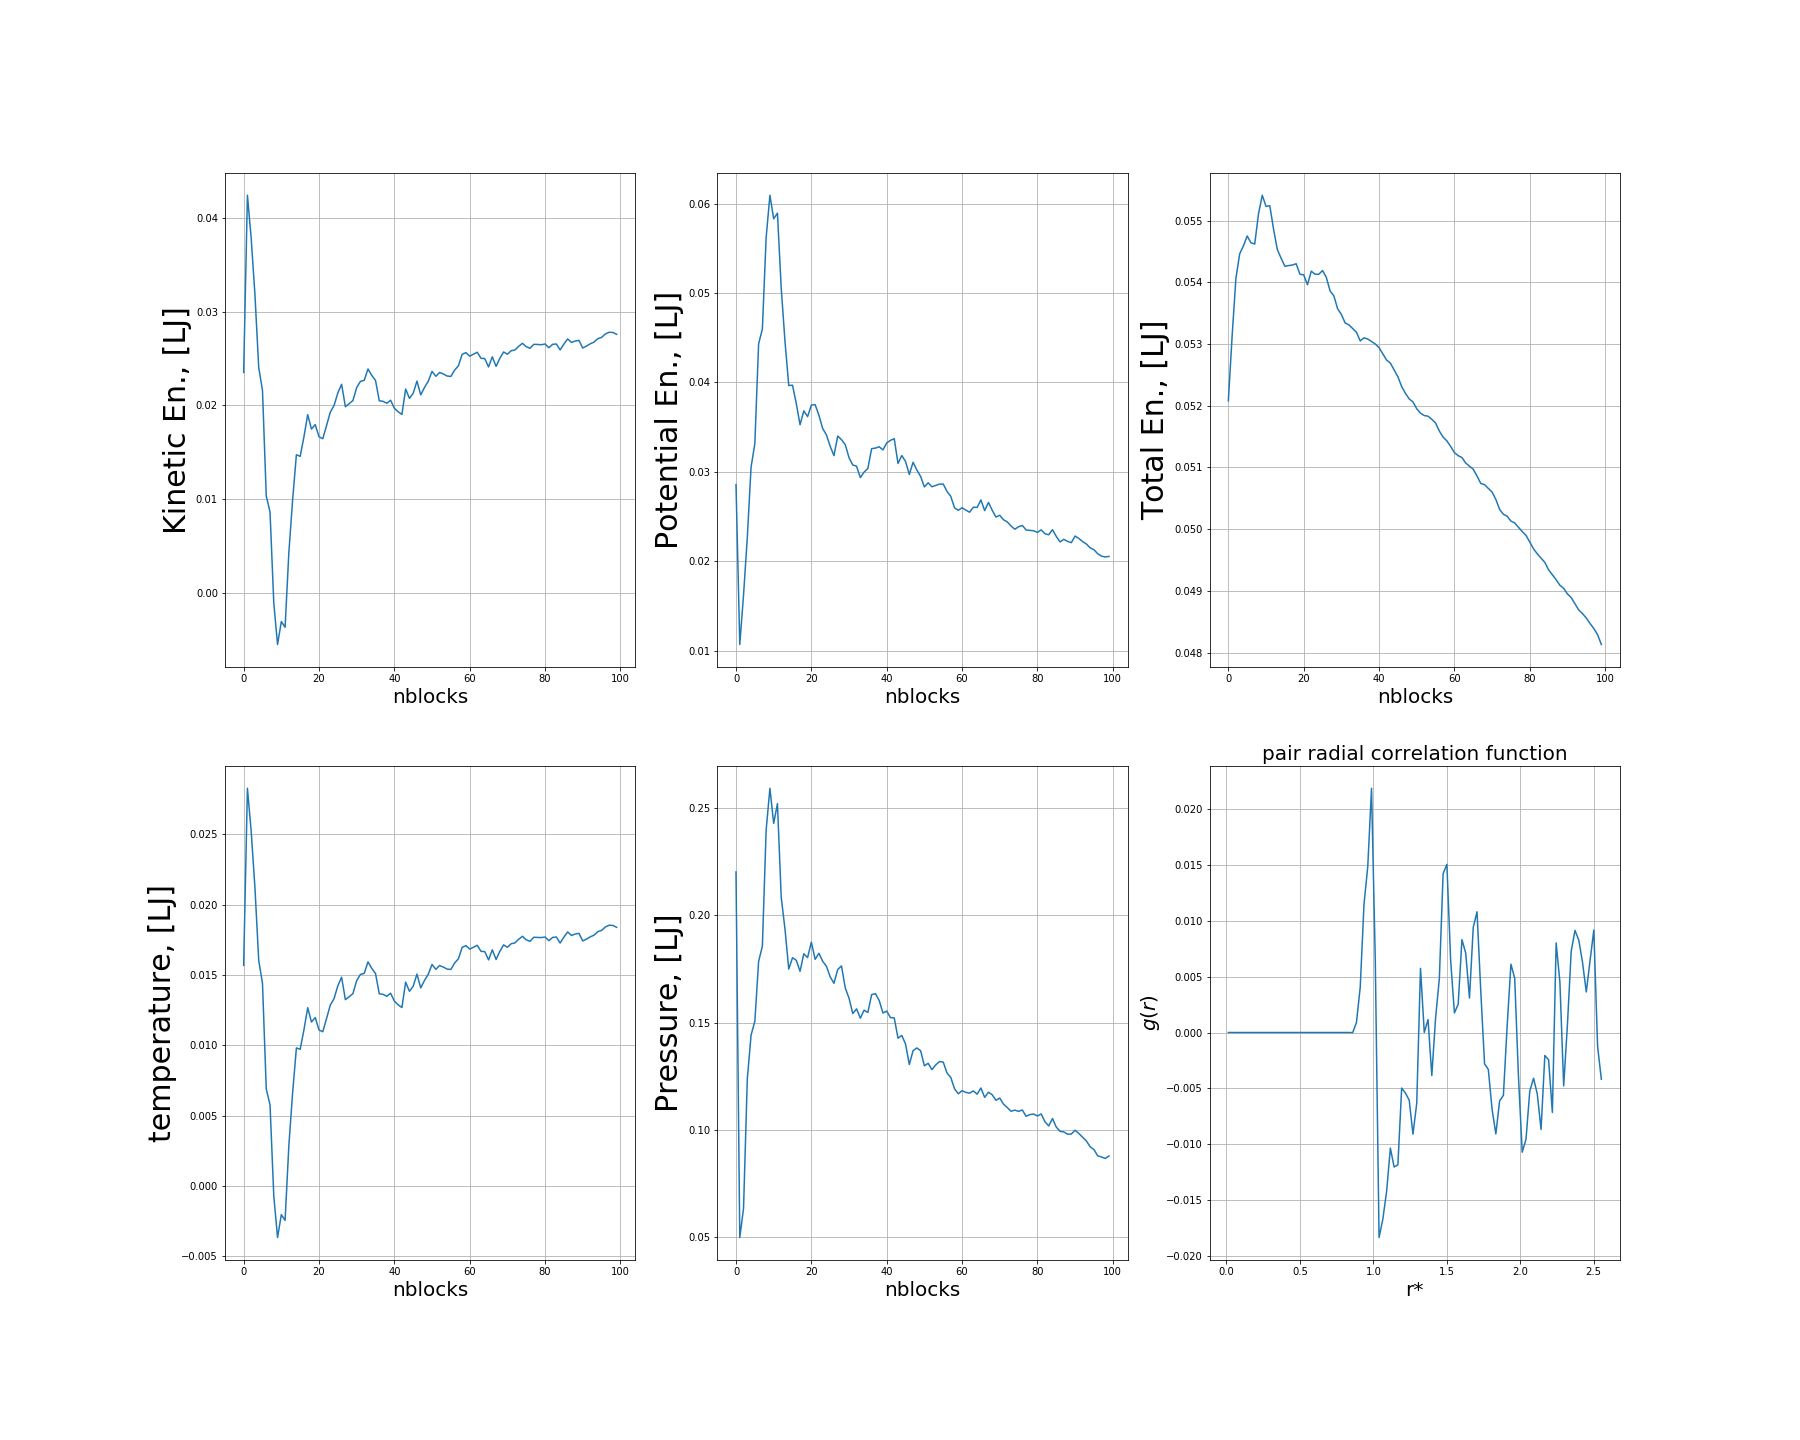 Kinetic En., [LJ]
0.04
0.03
0.02
0.01
0.00
0 20 40 60 80 100
nblocks
Potential En., [LJ]
0.06
0.05
0.04
0.03
0.02
0.01
0 20 40 60 80 100
nblocks
Total En., [LJ]
0.055
0.054
0.053
0.052
0.051
0.050
0.049
0.048
0 20 40 60 80 100
nblocks
temperature, [LJ]
0.025
0.020
0.015
0.010
0.005
0.000
−0.005
0 20 40 60 80 100
nblocks
Pressure, [LJ]
0.25
0.20
0.15
0.10
0.05
0 20 40 60 80 100
nblocks
pair radial correlation function
g(r)
0.020
0.015
0.010
0.005
0.000
−0.005
−0.010
−0.015
−0.020
0.0 0.5 1.0 1.5 2.0 2.5
r*